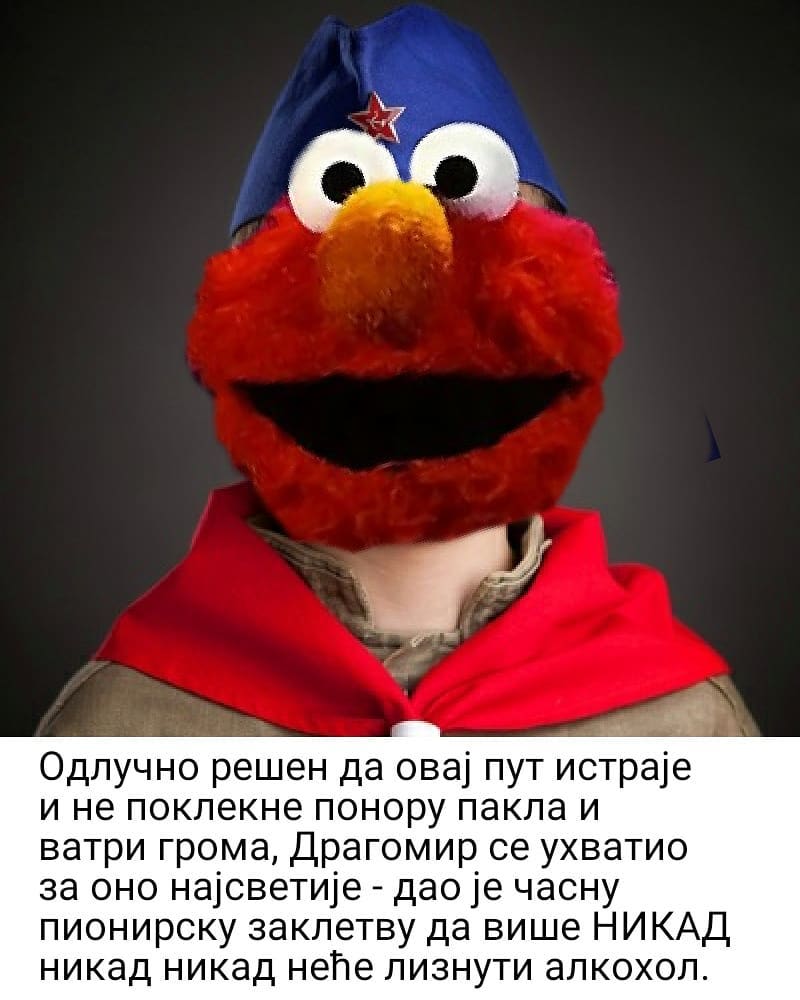 Одлучно решен да овај пут истраје
и не поклекне понору пакла и
ватри грома, Драгомир се ухватио
за оно најсветије - дао је часну
пионирску заклетву да више НИКАД
никад никад неће лизнути алкохол.